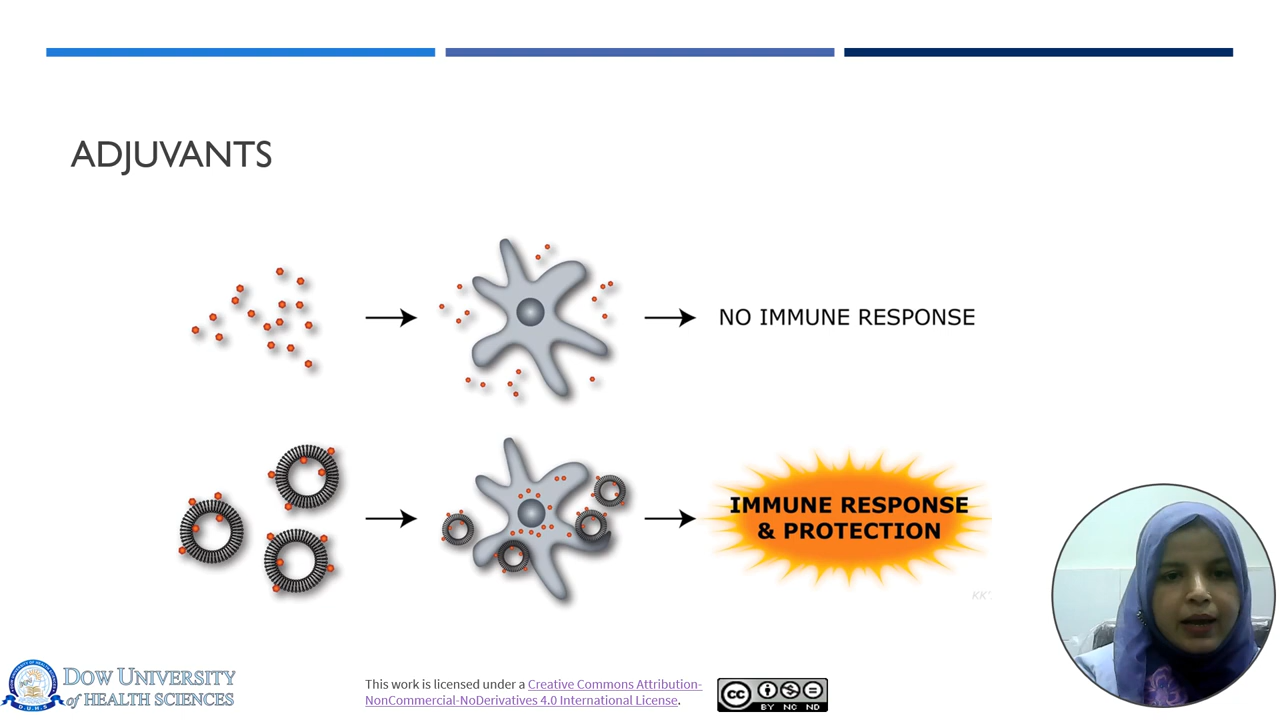 ADJUVANTS
NO IMMUNE RESPONSE
IMMUNE RESPONSE
& PROTECTION
DOW UNIVERSITY
of HEALTH SCIENCES
D.U.H.S
This work is licensed under a Creative Commons Attribution-
NonCommercial-NoDerivatives 4.0 International License.
cc
BY NC ND